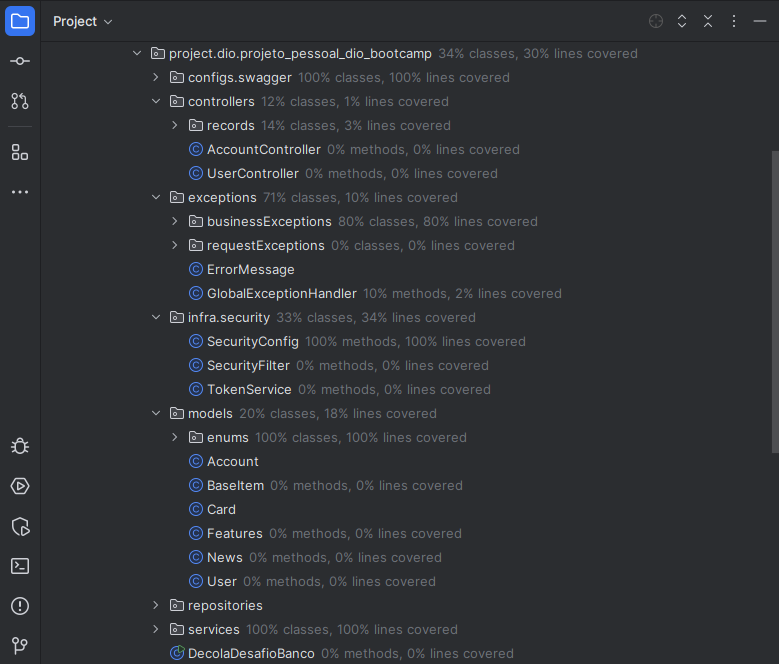 Project
project.dio.projeto_pessoal_dio_bootcamp 34% classes, 30% lines covered
configs.swagger 100% classes, 100% lines covered
controllers 12% classes, 1% lines covered
records 14% classes, 3% lines covered
AccountController 0% methods, 0% lines covered
UserController 0% methods, 0% lines covered
exceptions 71% classes, 10% lines covered
businessExceptions 80% classes, 80% lines covered
requestExceptions 0% classes, 0% lines covered
ErrorMessage
GlobalExceptionHandler 10% methods, 2% lines covered
infra.security 33% classes, 34% lines covered
SecurityConfig 100% methods, 100% lines covered
SecurityFilter 0% methods, 0% lines covered
TokenService 0% methods, 0% lines covered
models 20% classes, 18% lines covered
enums 100% classes, 100% lines covered
Account
BaseItem 0% methods, 0% lines covered
Card
Features 0% methods, 0% lines covered
News 0% methods, 0% lines covered
User 0% methods, 0% lines covered
repositories
services 100% classes, 100% lines covered
DecolaDesafioBanco 0% methods, 0% lines covered